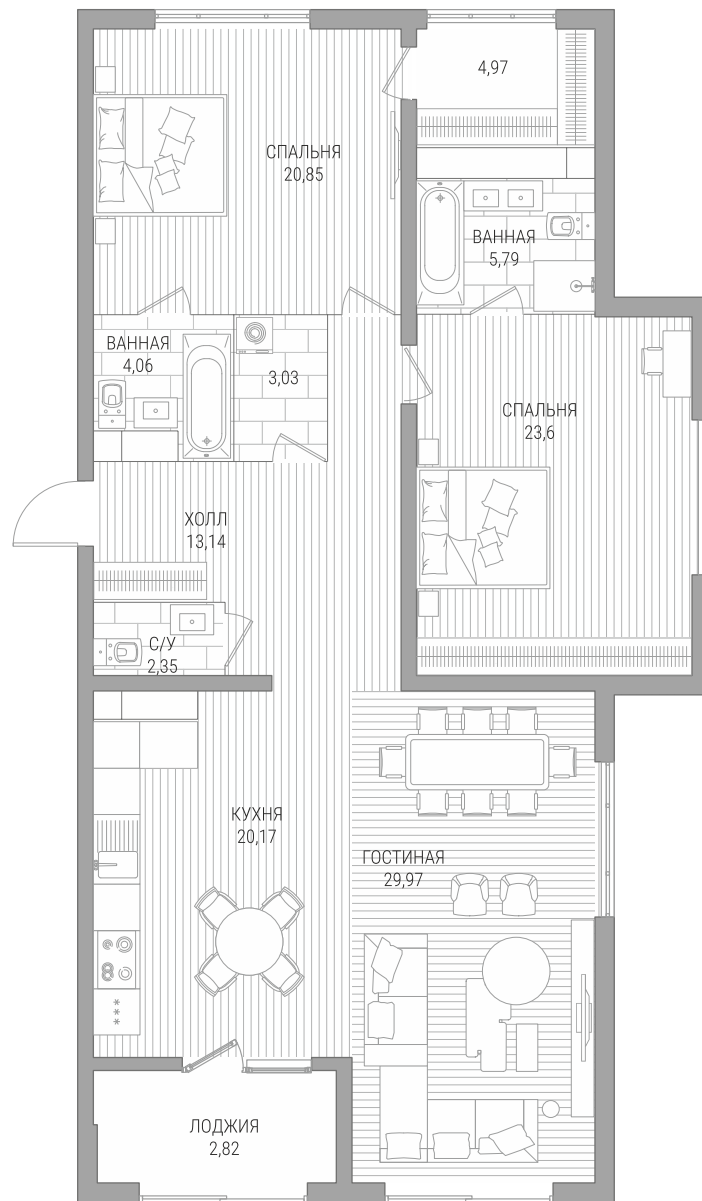 4,97
СПАЛЬНЯ
20,85
ВАННАЯ
5,79
ВАННАЯ
4,06
3,03
СПАЛЬНЯ
23,6
ХОЛЛ
13,14
С/У
2,35
КУХНЯ
20,17
ГОСТИНАЯ
29,97
ЛОДЖИЯ
2,82